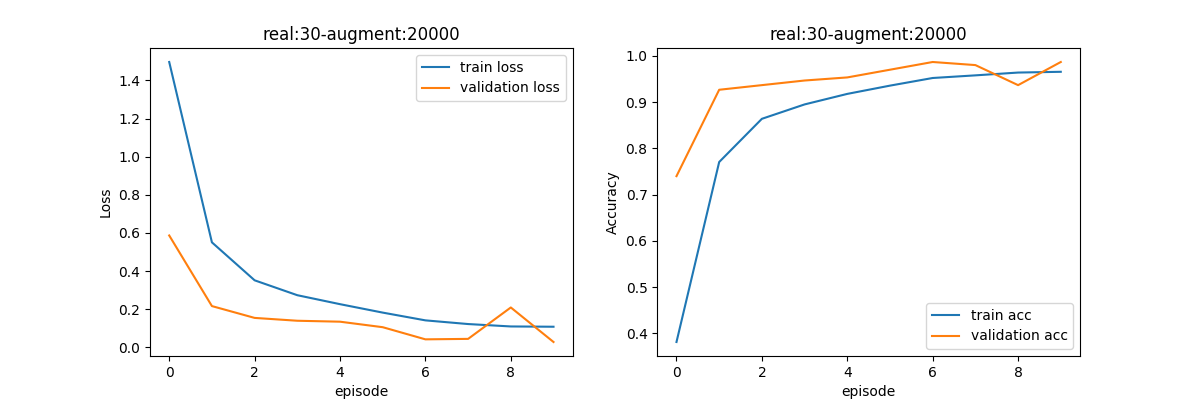 real:30-augment:20000
train loss
validation loss
1.4
1.2
1.0
0.8
0.6
0.4
0.2
0.0
Loss
0 2 4 6 8
episode
real:30-augment:20000
1.0
0.9
0.8
0.7
0.6
0.5
0.4
Accuracy
train acc
validation acc
0 2 4 6 8
episode